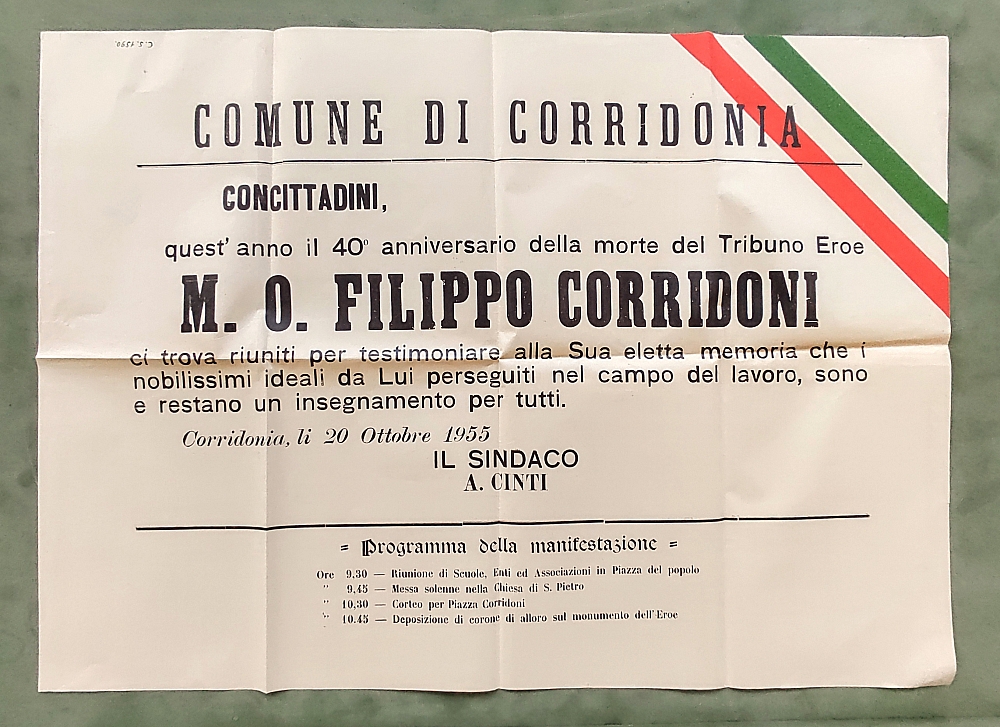 C. S. 1590.
COMUNE DI CORRIDONIA
CONCITTADINI,
quest' anno il 40° anniversario della morte del Tribuno Eroe
M. O. FILIPPO CORRIDONI
ci trova riuniti per testimoniare alla Sua eletta memoria che i
nobilissimi ideali da Lui perseguiti nel campo del lavoro, sono
e restano un insegnamento per tutti.
Corridonia, li 20 Ottobre 1955
IL SINDACO
A. CINTI
= Programma della manifestazione =
Ore 9,30 — Riunione di Scuole, Enti ed Associazioni in Piazza del popolo
" 9,45 — Messa solenne nella Chiesa di S. Pietro
" 10,30 — Corteo per Piazza Corridoni
" 10.45 — Deposizione di corone di alloro sul monumento dell'Eroe